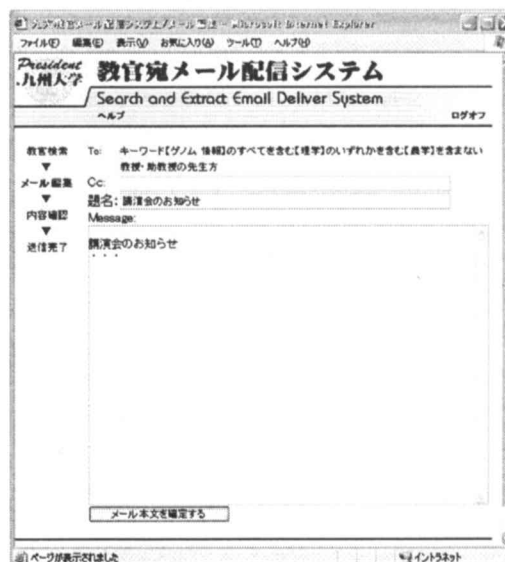 Microsoft Internet Explorer
ファイル(F) 編集(E) 表示(V) お気に入り(A) ツール(T) ヘルプ(H)
President
九州大学
教官宛メール配信システム
Search and Extract Email Deliver System
ヘルプ ログオフ
教官検索
▼
メール編集
▼
内容確認
▼
送信完了
To: キーワード【ゲノム 情報】のすべてを含む【理学】のいずれかを含む【農学】を含まない
教授・助教授の先生方
Cc:
題名: 講演会のお知らせ
Message:
講演会のお知らせ
・・・
メール本文を確定する
ページが表示されました イントラネット